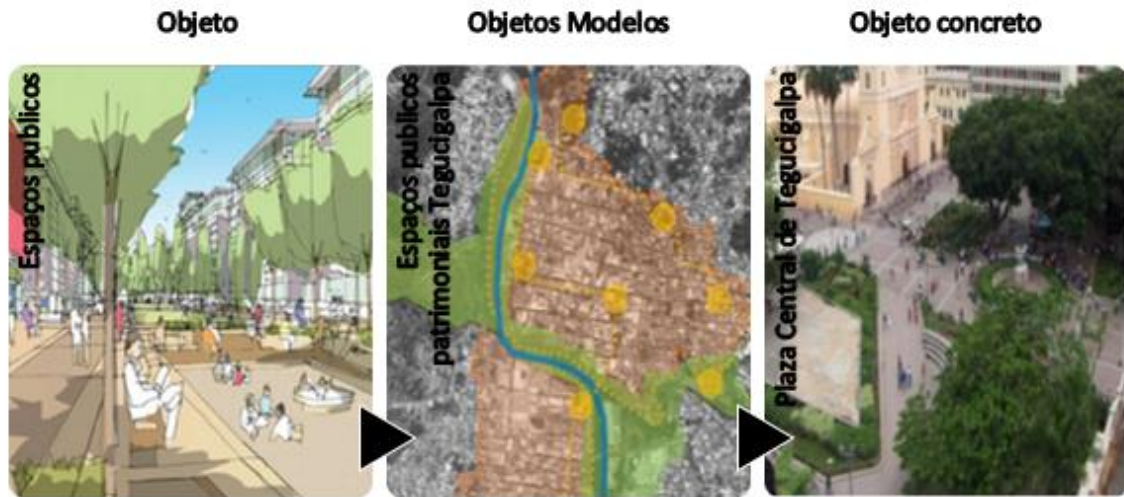 Objeto
Objetos Modelos
Objeto concreto
Espaços publicos
Espaços publicos
patrimoniais Tegucigalpa
Plaza Central de Tegucigalpa